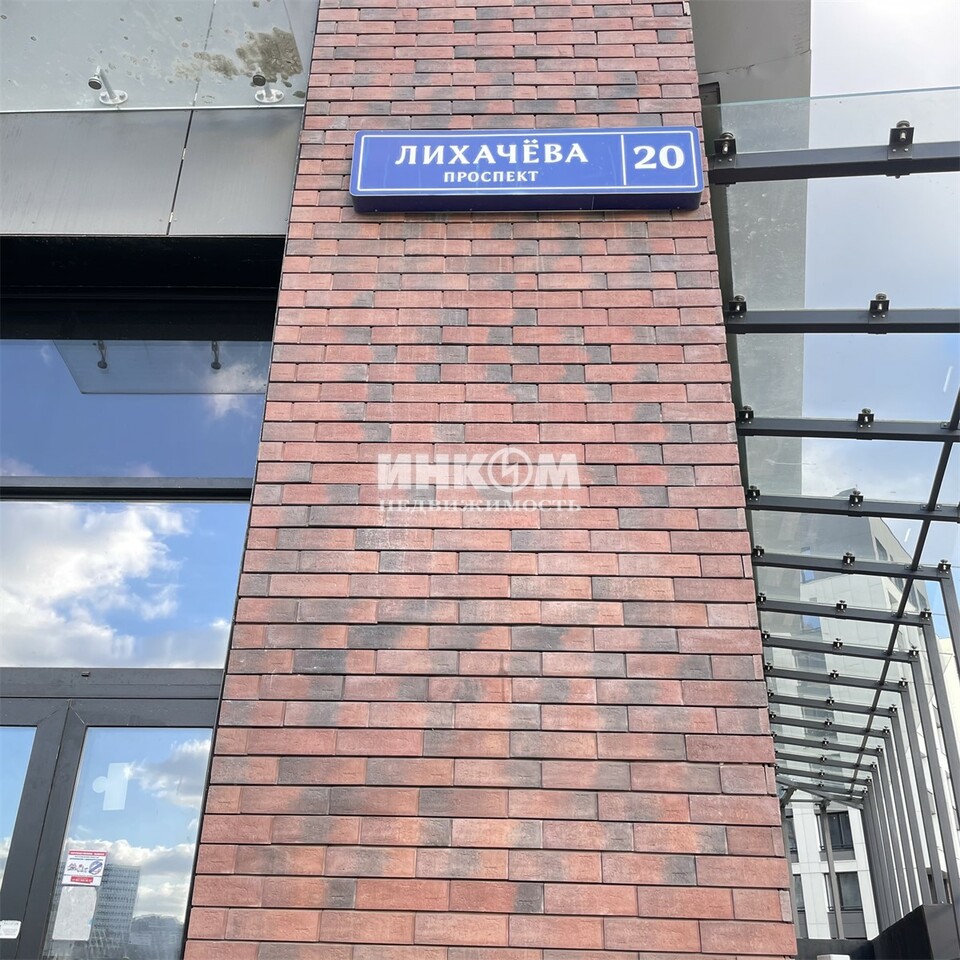 ЛИХАЧЁВА
ПРОСПЕКТ
20
ИНКОМ
НЕДВИЖИМОСТЬ